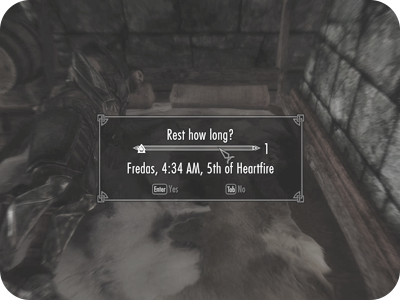 Rest how long?
1
Fredas, 4:34 AM, 5th of Heartfire
Enter Yes Tab No